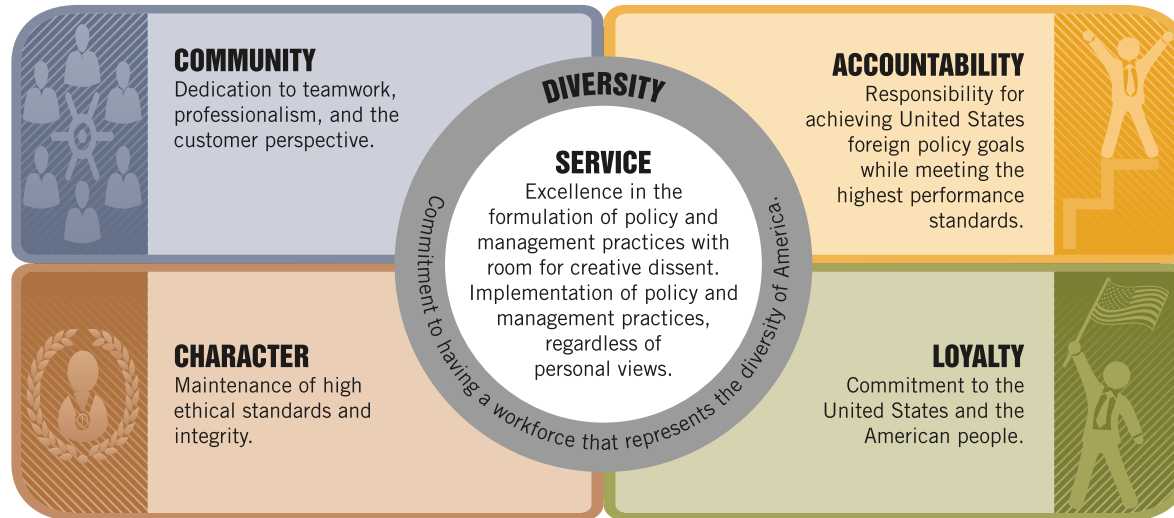 COMMUNITY
Dedication to teamwork,
professionalism, and the
customer perspective.
ACCOUNTABILITY
Responsibility for
achieving United States
foreign policy goals
while meeting the
highest performance
standards.
DIVERSITY
Commitment to having a workforce that represents the diversity of America.
SERVICE
Excellence in the
formulation of policy and
management practices with
room for creative dissent.
Implementation of policy and
management practices,
regardless of
personal views.
CHARACTER
Maintenance of high
ethical standards and
integrity.
LOYALTY
Commitment to the
United States and the
American people.